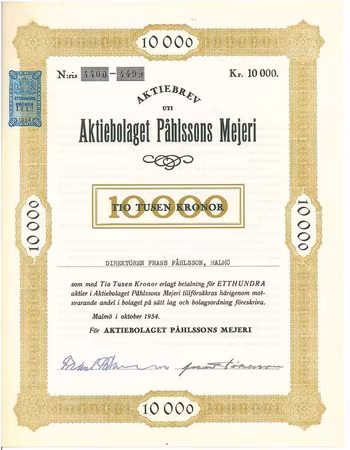 10 000
N:ris 4400-4499
Kr. 10 000.
ETTHUNDRA
KRONOR
1954
AKTIEBREV
UTI
Aktiebolaget Påhlssons Mejeri
10 000
TIO TUSEN KRONOR
10 000
10 000
DIREKTÖREN FRANS PÅHLSSON, MALMÖ
som med Tio Tusen Kronor erlagt betalning för ETTHUNDRA
aktier i Aktiebolaget Påhlssons Mejeri tillförsäkras härigenom mot-
svarande andel i bolaget på sätt lag och bolagsordning föreskriva.
Malmö i oktober 1954.
För AKTIEBOLAGET PÅHLSSONS MEJERI
10 000